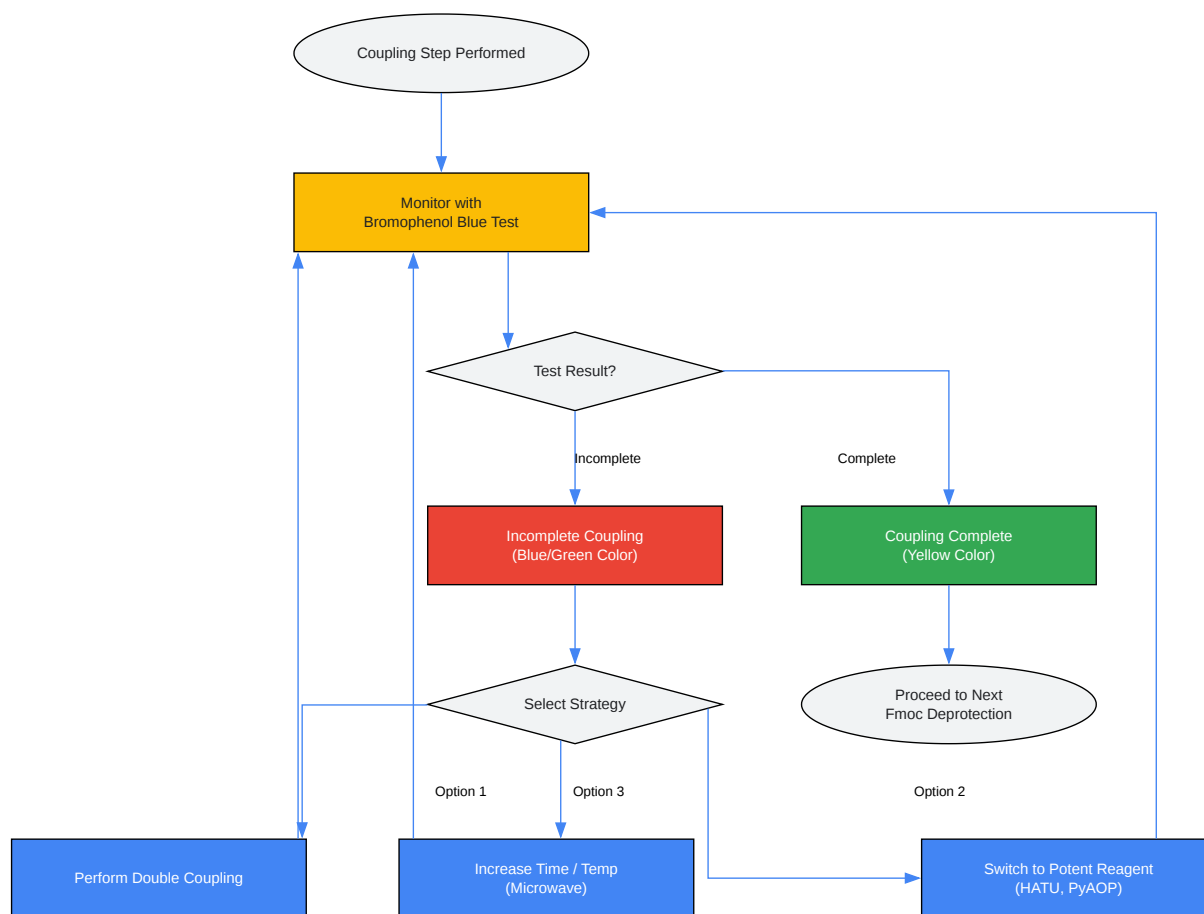 Coupling Step Performed
Monitor with
Bromophenol Blue Test
Test Result?
Incomplete
Complete
Incomplete Coupling
(Blue/Green Color)
Coupling Complete
(Yellow Color)
Select Strategy
Proceed to Next
Fmoc Deprotection
Option 1
Option 3
Option 2
Perform Double Coupling
Increase Time / Temp
(Microwave)
Switch to Potent Reagent
(HATU, PyAOP)